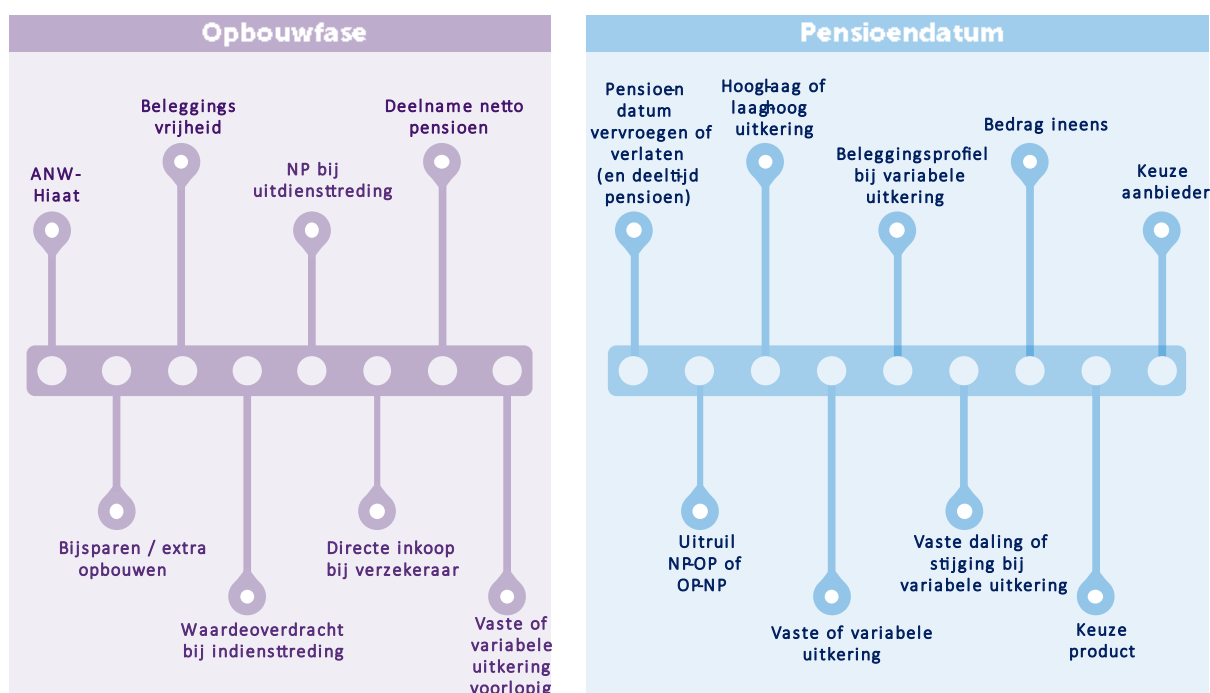 Opbouwfase
ANW-
Hiaat
Beleggings
vrijheid
NP bij
uitdiensttreding
Deelname netto
pensioen
Bijsparen / extra
opbouwen
Waardeoverdracht
bij indiensttreding
Directe inkoop
bij verzekeraar
Vaste of
variabele
uitkering
voorlopig
Pensioendatum
Pensioen
datum
vervroegen of
verlaten
(en deeltijd
pensioen)
Hoog-laag of
laag-hoog
uitkering
Beleggingsprofiel
bij variabele
uitkering
Bedrag ineens
Keuze
aanbieder
Uitruil
NP-OP of
OP-NP
Vaste of variabele
uitkering
Vaste daling of
stijging bij
variabele uitkering
Keuze
product